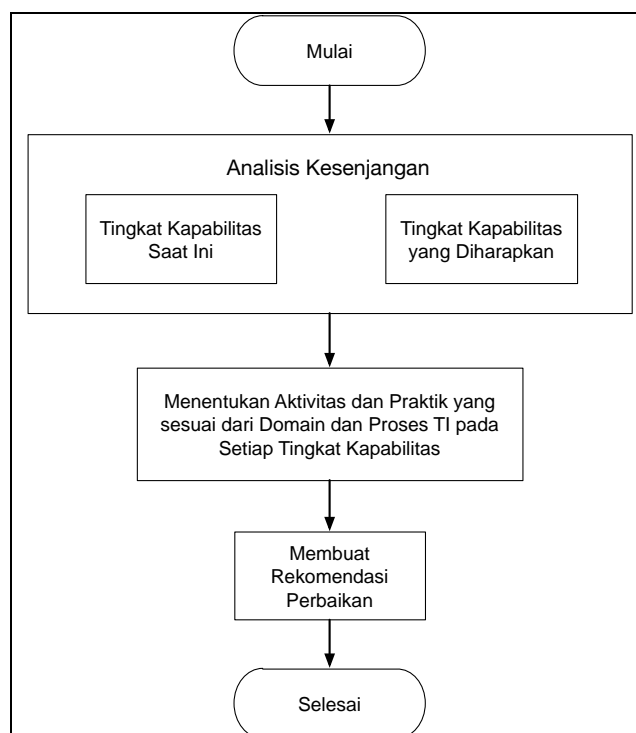 Mulai
Analisis Kesenjangan
Tingkat Kapabilitas
Saat Ini
Tingkat Kapabilitas
yang Diharapkan
Menentukan Aktivitas dan Praktik yang
sesuai dari Domain dan Proses TI pada
Setiap Tingkat Kapabilitas
Membuat
Rekomendasi
Perbaikan
Selesai